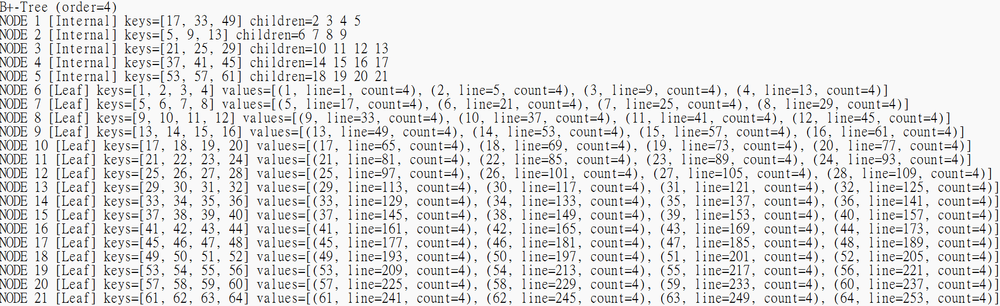 B+-Tree (order=4)
NODE 1 [Internal] keys=[17, 33, 49] children=2 3 4 5
NODE 2 [Internal] keys=[5, 9, 13] children=6 7 8 9
NODE 3 [Internal] keys=[21, 25, 29] children=10 11 12 13
NODE 4 [Internal] keys=[37, 41, 45] children=14 15 16 17
NODE 5 [Internal] keys=[53, 57, 61] children=18 19 20 21
NODE 6 [Leaf] keys=[1, 2, 3, 4] values=[(1, line=1, count=4), (2, line=5, count=4), (3, line=9, count=4), (4, line=13, count=4)]
NODE 7 [Leaf] keys=[5, 6, 7, 8] values=[(5, line=17, count=4), (6, line=21, count=4), (7, line=25, count=4), (8, line=29, count=4)]
NODE 8 [Leaf] keys=[9, 10, 11, 12] values=[(9, line=33, count=4), (10, line=37, count=4), (11, line=41, count=4), (12, line=45, count=4)]
NODE 9 [Leaf] keys=[13, 14, 15, 16] values=[(13, line=49, count=4), (14, line=53, count=4), (15, line=57, count=4), (16, line=61, count=4)]
NODE 10 [Leaf] keys=[17, 18, 19, 20] values=[(17, line=65, count=4), (18, line=69, count=4), (19, line=73, count=4), (20, line=77, count=4)]
NODE 11 [Leaf] keys=[21, 22, 23, 24] values=[(21, line=81, count=4), (22, line=85, count=4), (23, line=89, count=4), (24, line=93, count=4)]
NODE 12 [Leaf] keys=[25, 26, 27, 28] values=[(25, line=97, count=4), (26, line=101, count=4), (27, line=105, count=4), (28, line=109, count=4)]
NODE 13 [Leaf] keys=[29, 30, 31, 32] values=[(29, line=113, count=4), (30, line=117, count=4), (31, line=121, count=4), (32, line=125, count=4)]
NODE 14 [Leaf] keys=[33, 34, 35, 36] values=[(33, line=129, count=4), (34, line=133, count=4), (35, line=137, count=4), (36, line=141, count=4)]
NODE 15 [Leaf] keys=[37, 38, 39, 40] values=[(37, line=145, count=4), (38, line=149, count=4), (39, line=153, count=4), (40, line=157, count=4)]
NODE 16 [Leaf] keys=[41, 42, 43, 44] values=[(41, line=161, count=4), (42, line=165, count=4), (43, line=169, count=4), (44, line=173, count=4)]
NODE 17 [Leaf] keys=[45, 46, 47, 48] values=[(45, line=177, count=4), (46, line=181, count=4), (47, line=185, count=4), (48, line=189, count=4)]
NODE 18 [Leaf] keys=[49, 50, 51, 52] values=[(49, line=193, count=4), (50, line=197, count=4), (51, line=201, count=4), (52, line=205, count=4)]
NODE 19 [Leaf] keys=[53, 54, 55, 56] values=[(53, line=209, count=4), (54, line=213, count=4), (55, line=217, count=4), (56, line=221, count=4)]
NODE 20 [Leaf] keys=[57, 58, 59, 60] values=[(57, line=225, count=4), (58, line=229, count=4), (59, line=233, count=4), (60, line=237, count=4)]
NODE 21 [Leaf] keys=[61, 62, 63, 64] values=[(61, line=241, count=4), (62, line=245, count=4), (63, line=249, count=4), (64, line=253, count=4)]